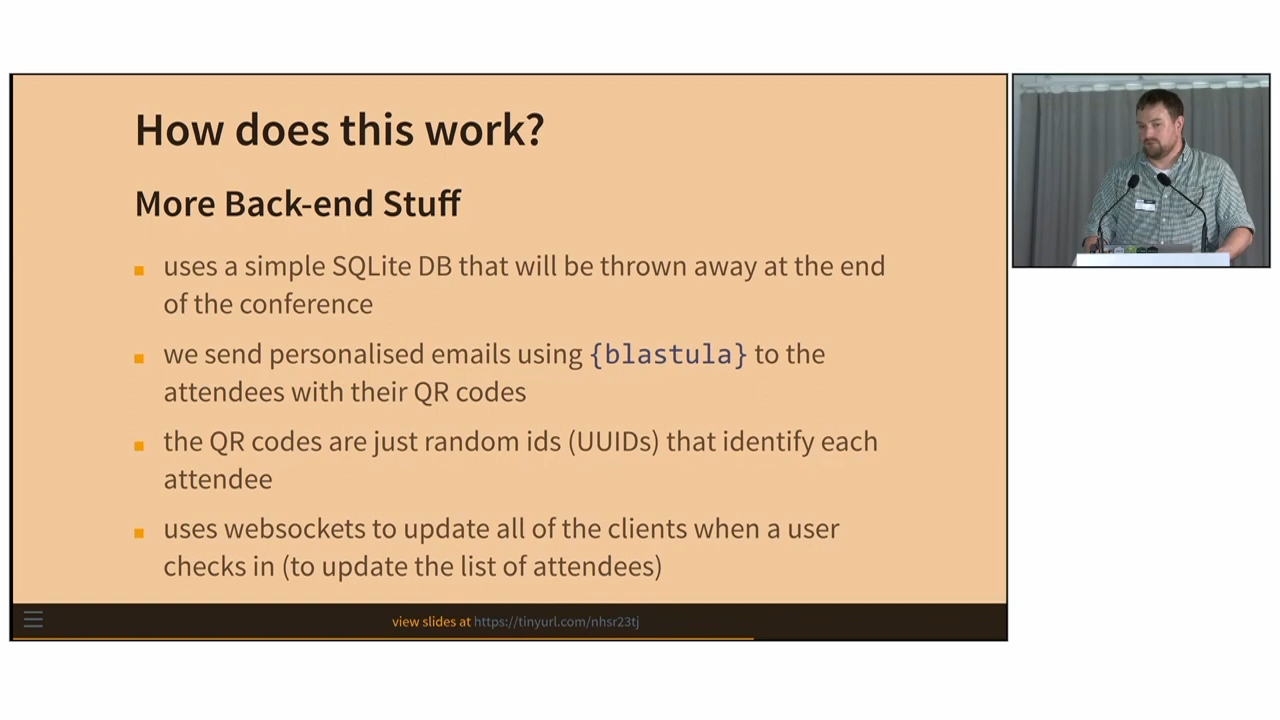 How does this work?
More Back-end Stuff
uses a simple SQLite DB that will be thrown away at the end
of the conference
we send personalised emails using {blastula} to the
attendees with their QR codes
the QR codes are just random ids (UUIDs) that identify each
attendee
uses websockets to update all of the clients when a user
checks in (to update the list of attendees)
view slides at https://tinyurl.com/nhsr23tj